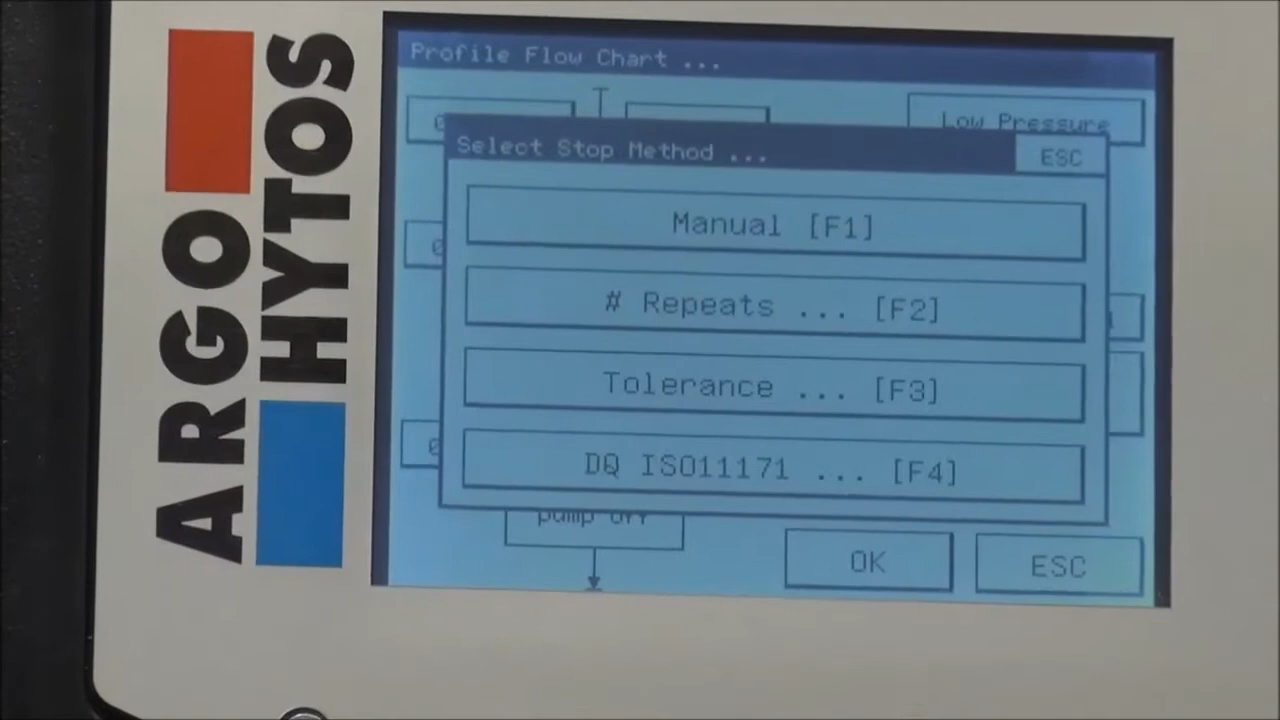 ARGO
HYTOS
Profile Flow Chart ...
Low Pressure
Select Stop Method ...
ESC
Manual [F1]
# Repeats ... [F2]
Tolerance ... [F3]
DQ ISO11171 ... [F4]
pump off
OK
ESC